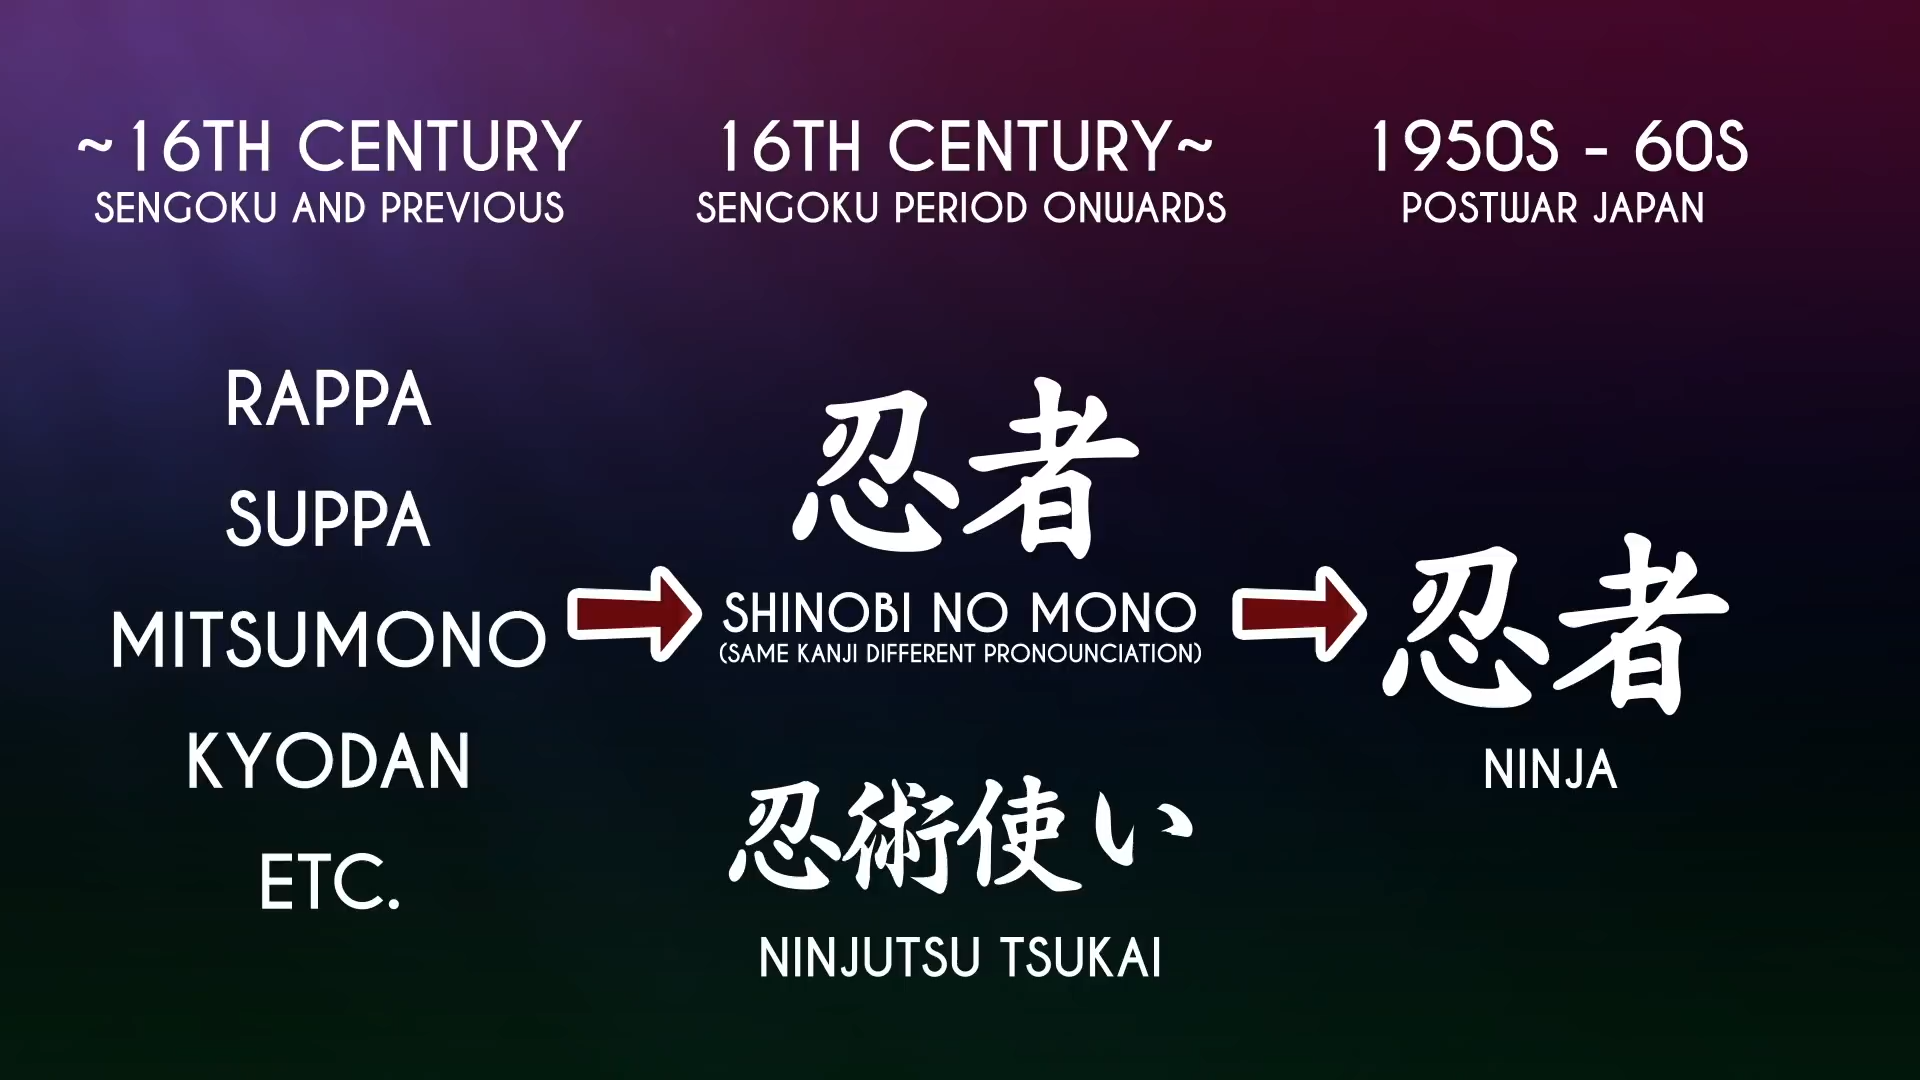 ~16TH CENTURY
SENGOKU AND PREVIOUS
RAPPA
SUPPA
MITSUMONO
KYODAN
ETC.
16TH CENTURY~
SENGOKU PERIOD ONWARDS
忍者
SHINOBI NO MONO
(SAME KANJI DIFFERENT PRONOUNCIATION)
忍術使い
NINJUTSU TSUKAI
1950S - 60S
POSTWAR JAPAN
忍者
NINJA